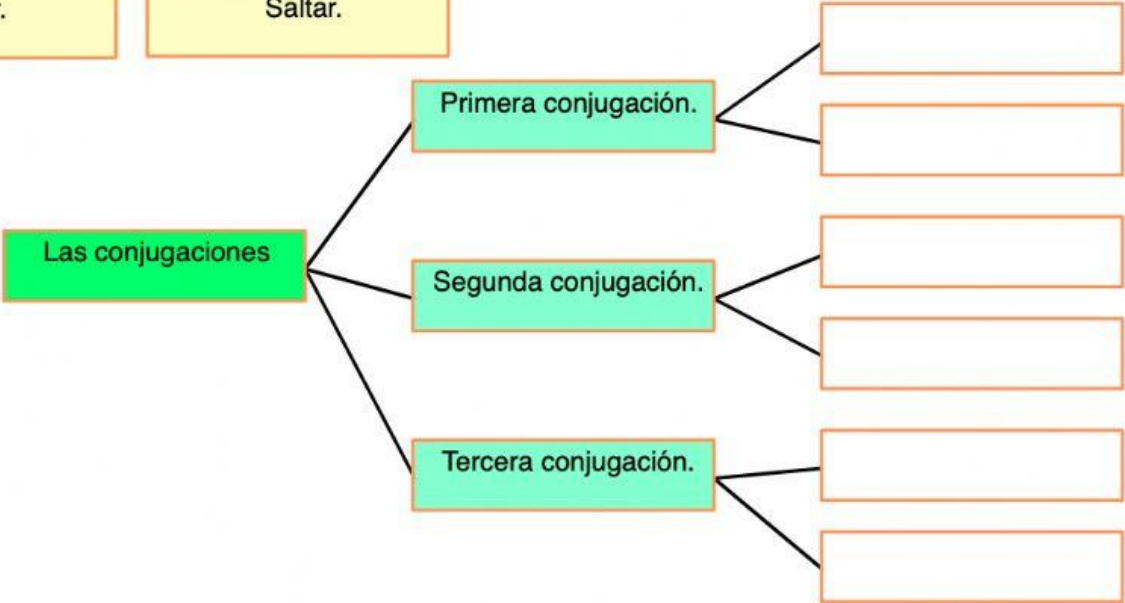 Saltar.
Primera conjugación.
Las conjugaciones
Segunda conjugación.
Tercera conjugación.